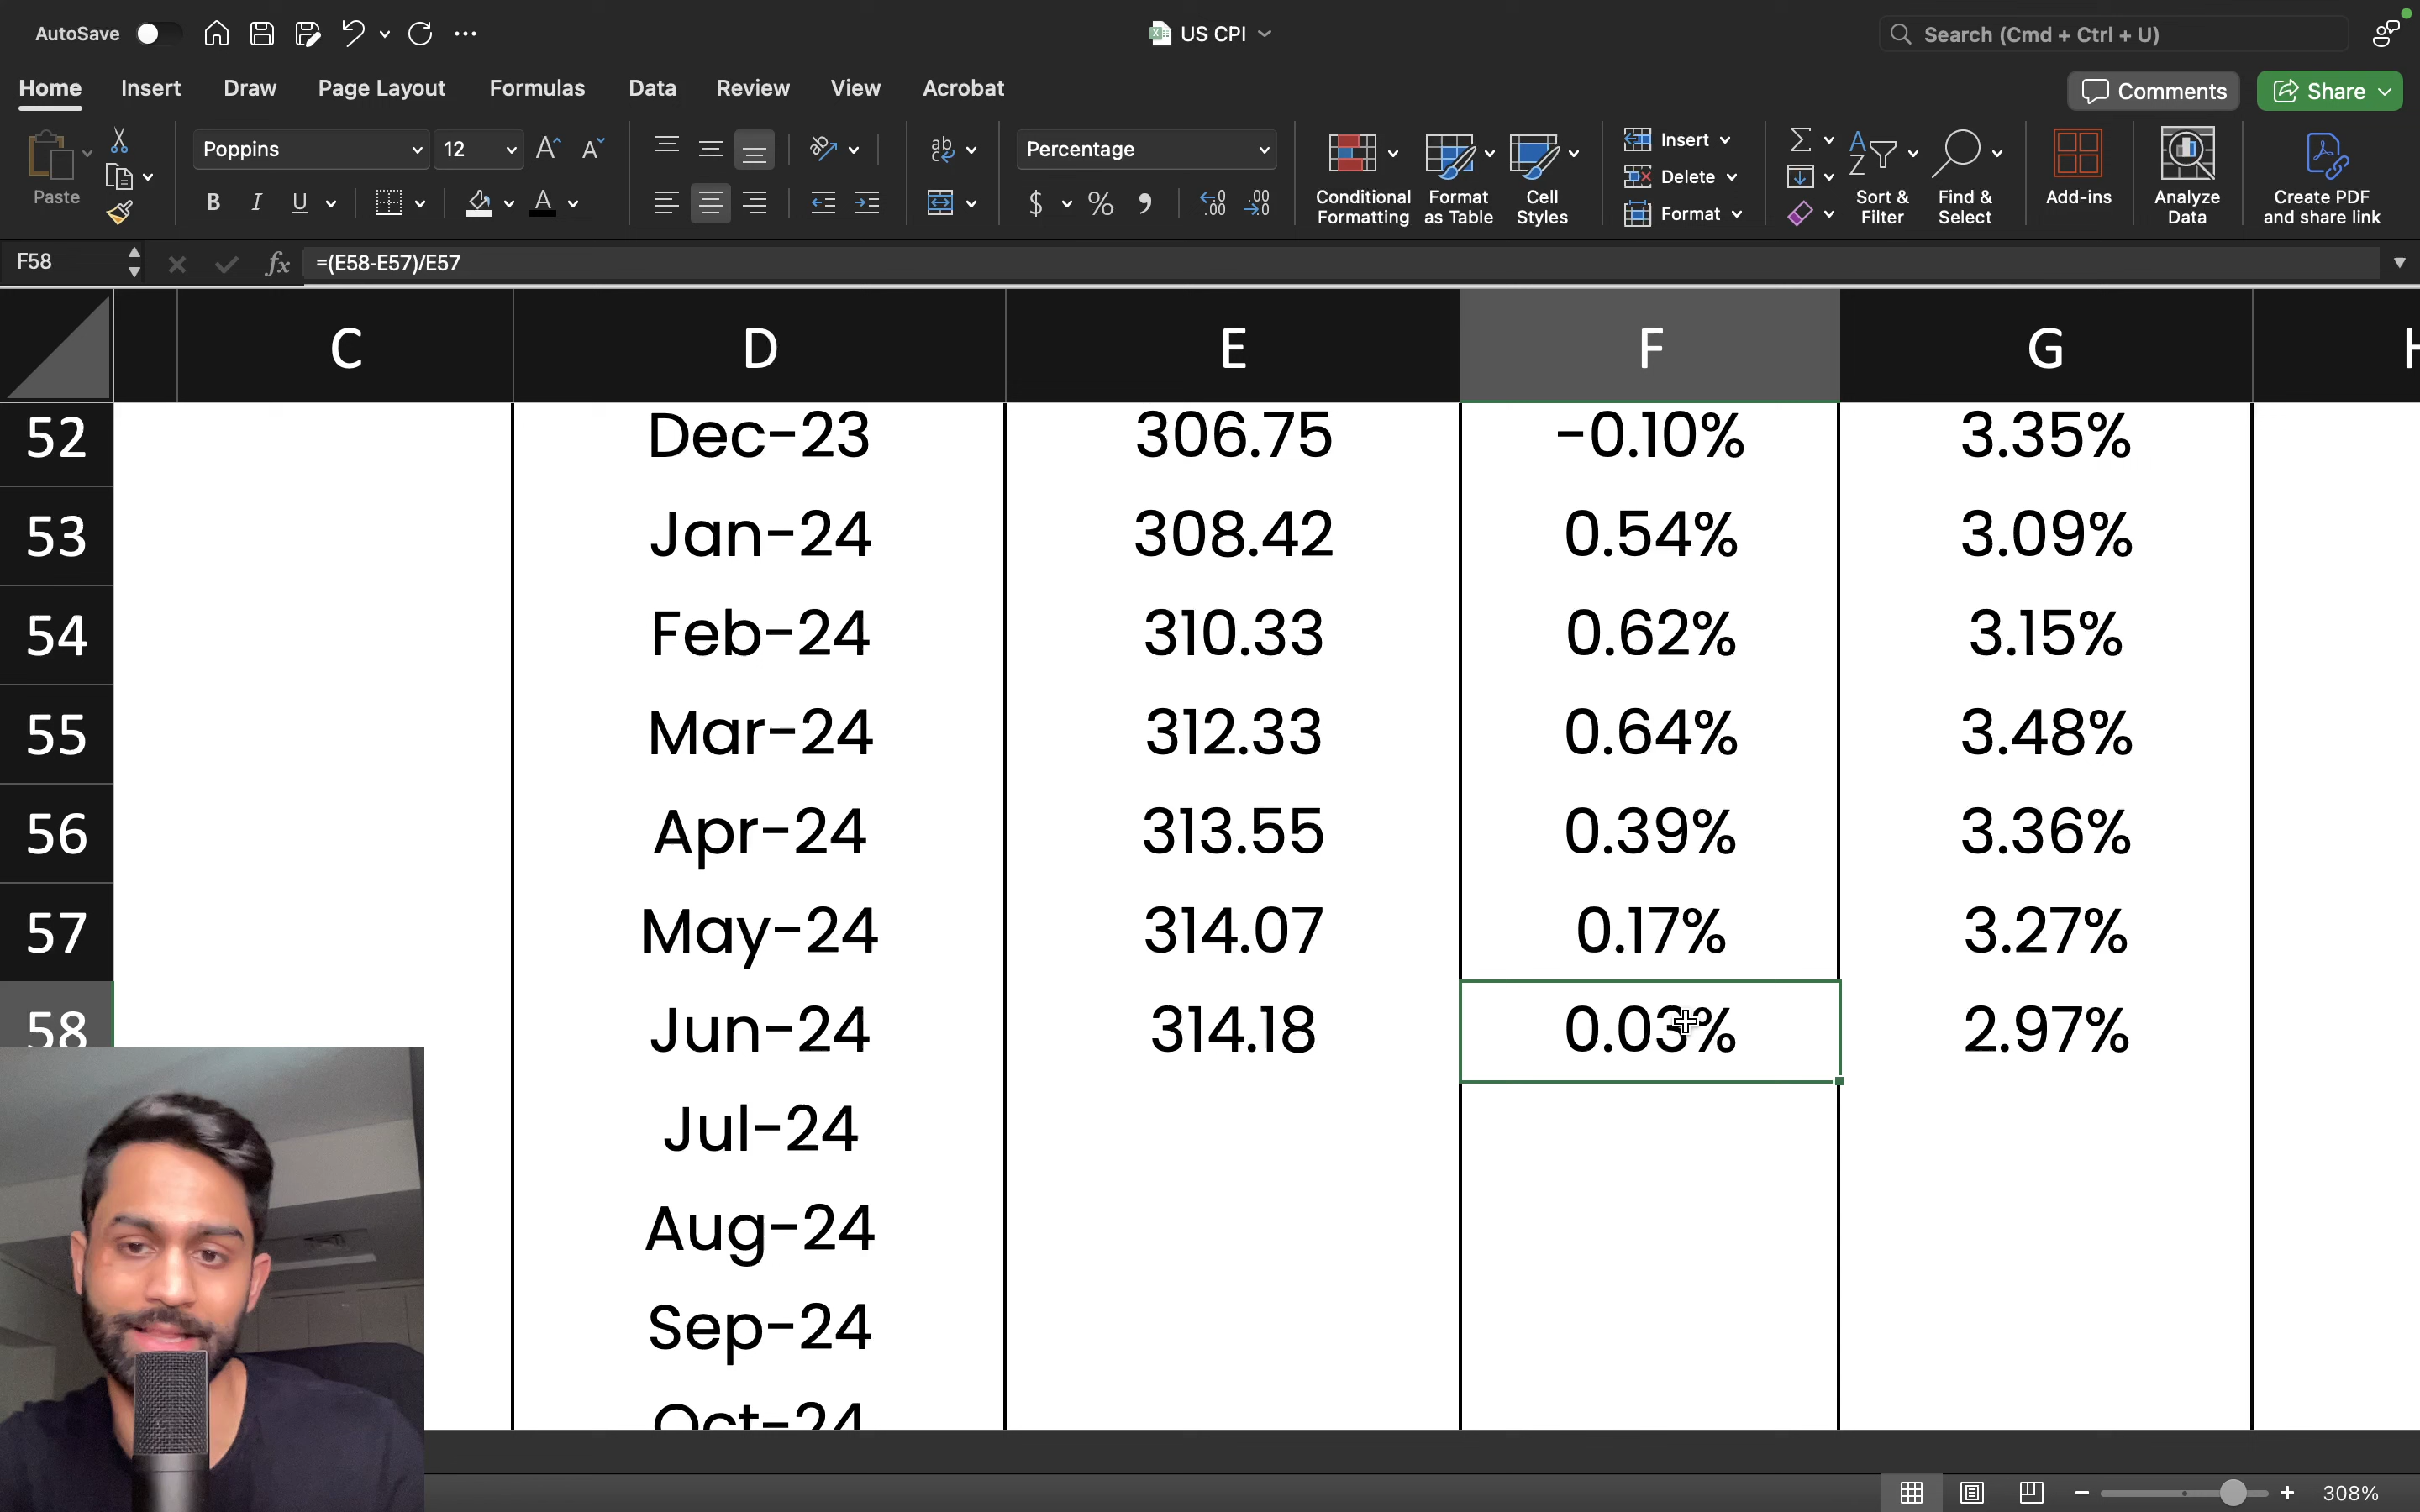 AutoSave
US CPI
Search (Cmd + Ctrl + U)
Home Insert Draw Page Layout Formulas Data Review View Acrobat
Comments Share
Paste
Poppins 12
B I U
ab
Percentage
$ % ,
Conditional Formatting
Format as Table
Cell Styles
Insert
Delete
Format
Sort & Filter
Find & Select
Add-ins
Analyze Data
Create PDF and share link
F58 fx =(E58-E57)/E57
C D E F G H
52 Dec-23 306.75 -0.10% 3.35%
53 Jan-24 308.42 0.54% 3.09%
54 Feb-24 310.33 0.62% 3.15%
55 Mar-24 312.33 0.64% 3.48%
56 Apr-24 313.55 0.39% 3.36%
57 May-24 314.07 0.17% 3.27%
58 Jun-24 314.18 0.03% 2.97%
Jul-24
Aug-24
Sep-24
Oct-24
308%